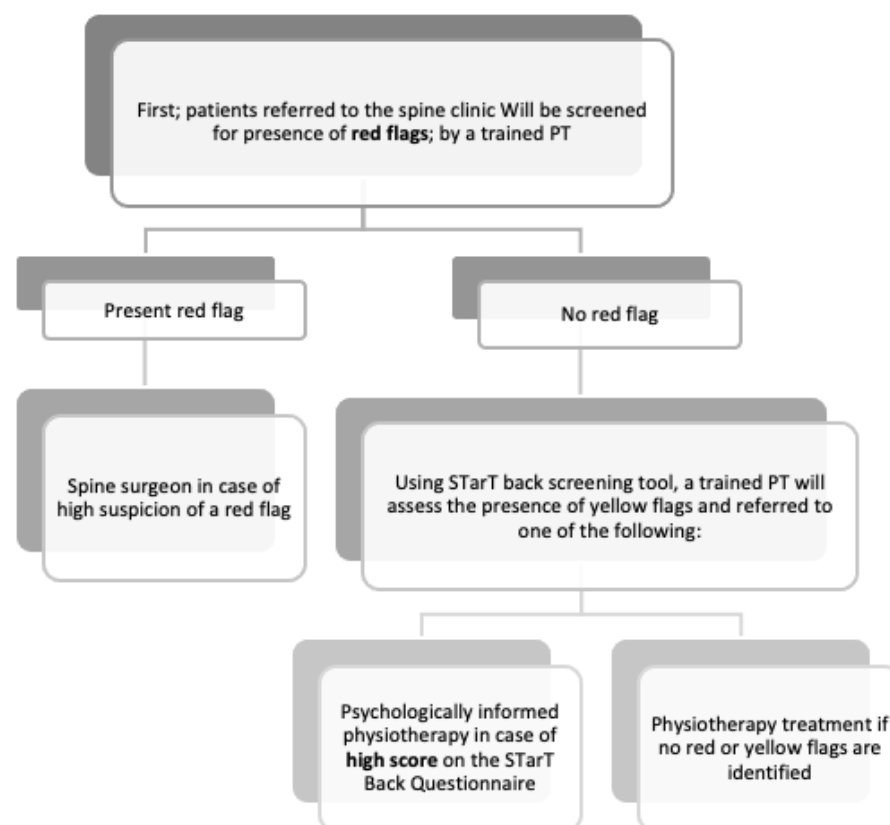 First; patients referred to the spine clinic Will be screened
for presence of red flags; by a trained PT
Present red flag
No red flag
Spine surgeon in case of
high suspicion of a red flag
Using STarT back screening tool, a trained PT will
assess the presence of yellow flags and referred to
one of the following:
Psychologically informed
physiotherapy in case of
high score on the STarT
Back Questionnaire
Physiotherapy treatment if
no red or yellow flags are
identified